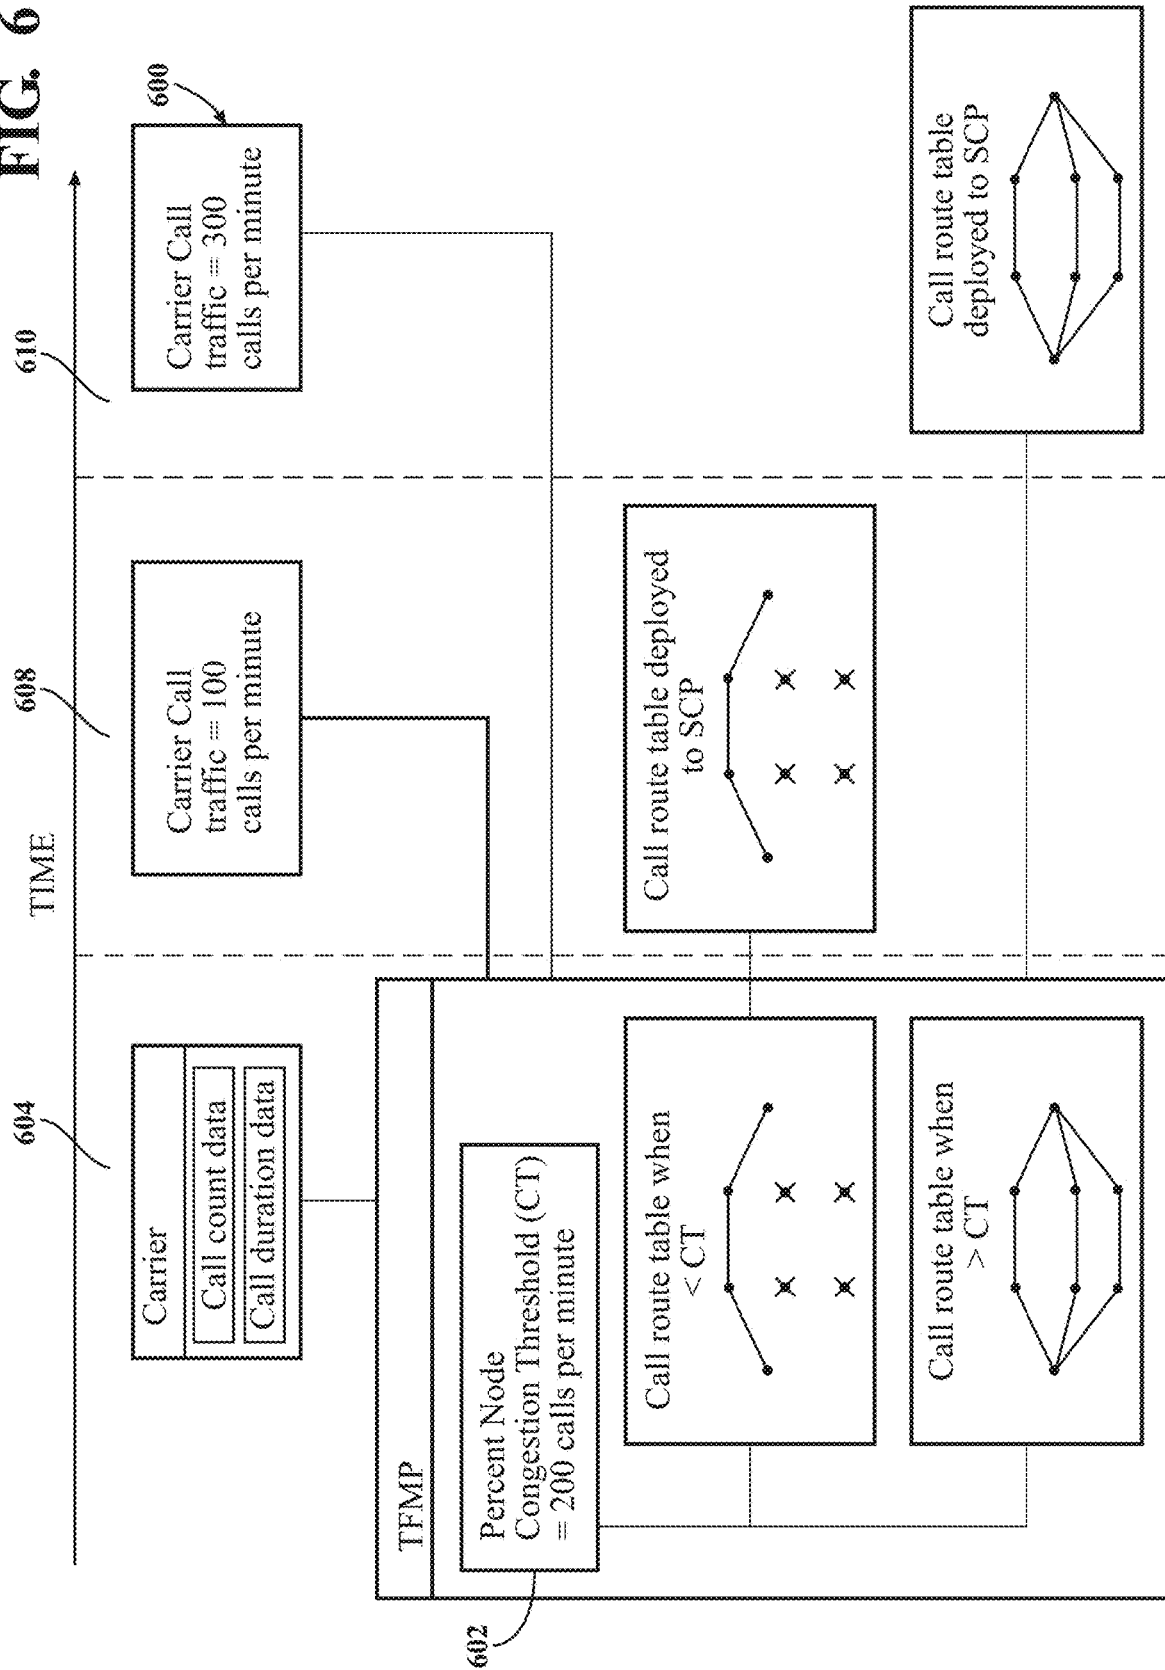 FIG. 6
TIME
604
608
610
600
Carrier
Call count data
Call duration data
Carrier Call
traffic = 100
calls per minute
Carrier Call
traffic = 300
calls per minute
TFMP
602
Percent Node
Congestion Threshold (CT)
= 200 calls per minute
Call route table when
< CT
Call route table deployed
to SCP
Call route table when
> CT
Call route table
deployed to SCP